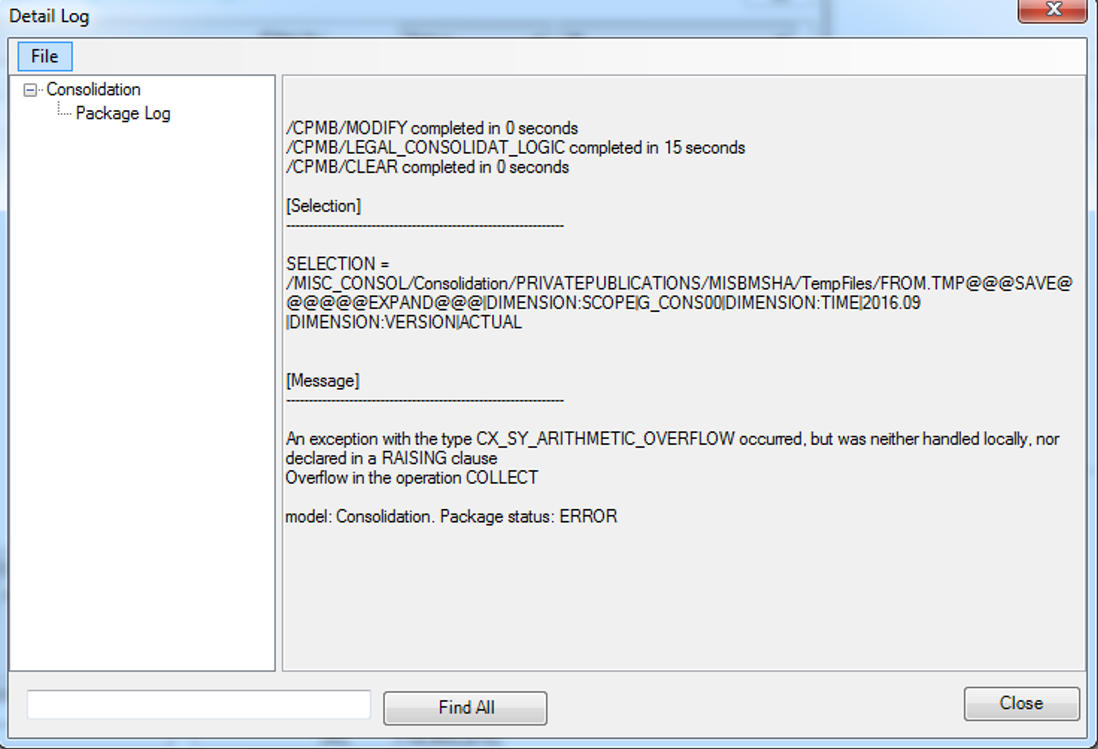 Detail Log
File
Consolidation
Package Log
/CPMB/MODIFY completed in 0 seconds
/CPMB/LEGAL_CONSOLIDAT_LOGIC completed in 15 seconds
/CPMB/CLEAR completed in 0 seconds
[Selection]
--------------------------------------------------------------
SELECTION =
/MISC_CONSOL/Consolidation/PRIVATEPUBLICATIONS/MISBMSHA/TempFiles/FROM.TMP@@@SAVE@
@@@@@EXPAND@@@|DIMENSION:SCOPE|G_CONS00|DIMENSION:TIME|2016.09
|DIMENSION:VERSION|ACTUAL
[Message]
--------------------------------------------------------------
An exception with the type CX_SY_ARITHMETIC_OVERFLOW occurred, but was neither handled locally, nor
declared in a RAISING clause
Overflow in the operation COLLECT
model: Consolidation. Package status: ERROR
Find All
Close